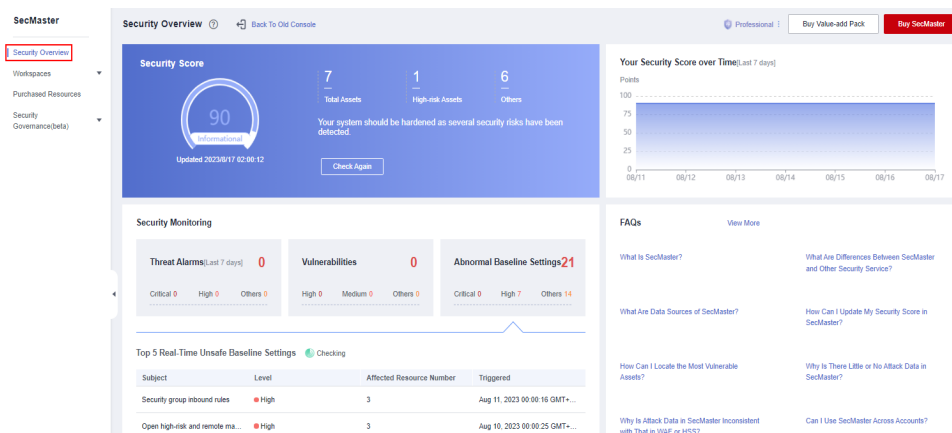 SecMaster
Security Overview
Workspaces
Purchased Resources
Security
Governance(beta)
Security Overview
Back To Old Console
Professional
Buy Value-add Pack
Buy SecMaster
Security Score
90
Informational
Updated 2023/8/17 02:00:12
7
Total Assets
1
High-risk Assets
6
Others
Your system should be hardened as several security risks have been
detected.
Check Again
Your Security Score over Time(Last 7 days)
Points
100
75
50
25
0
08/11 08/12 08/13 08/14 08/15 08/16 08/17
Security Monitoring
Threat Alarms(Last 7 days) 0
Critical 0 High 0 Others 0
Vulnerabilities 0
High 0 Medium 0 Others 0
Abnormal Baseline Settings 21
Critical 0 High 7 Others 14
Top 5 Real-Time Unsafe Baseline Settings Checking
Subject Level Affected Resource Number Triggered
Security group inbound rules High 3 Aug 11, 2023 00:00:16 GMT+...
Open high-risk and remote ma... High 3 Aug 10, 2023 00:00:25 GMT+...
FAQs View More
What Is SecMaster?
What Are Differences Between SecMaster
and Other Security Service?
What Are Data Sources of SecMaster?
How Can I Update My Security Score in
SecMaster?
How Can I Locate the Most Vulnerable
Assets?
Why Is There Little or No Attack Data in
SecMaster?
Why Is Attack Data in SecMaster Inconsistent
with That in WAF or HSS?
Can I Use SecMaster Across Accounts?